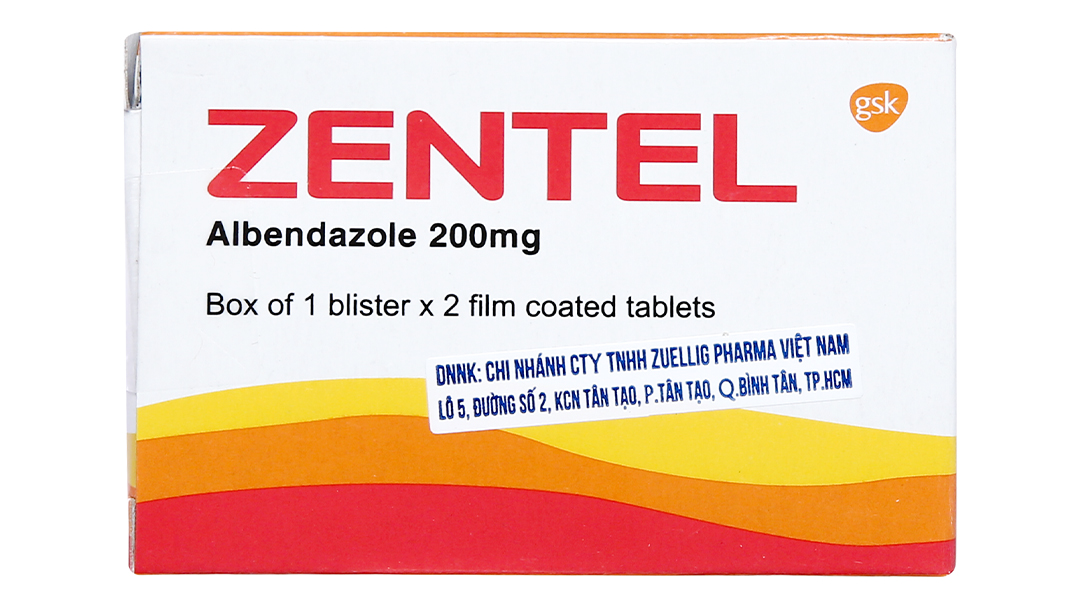 gsk
ZENTEL
Albendazole 200mg
Box of 1 blister x 2 film coated tablets
DNNK: CHI NHÁNH CTY TNHH ZUELLIG PHARMA VIỆT NAM
LÔ 5, ĐƯỜNG SỐ 2, KCN TÂN TẠO, P.TÂN TẠO, Q.BÌNH TÂN, TP.HCM